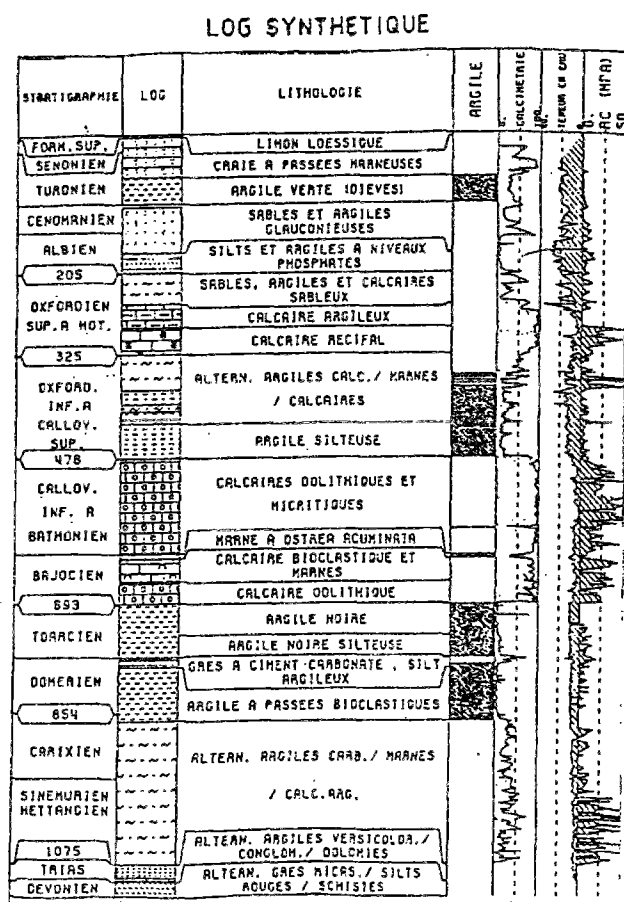 LOG SYNTHETIQUE
STRATIGRAPHIE
LOG
LITHOLOGIE
ARGILE
CALCIMETRIE
TENEUR EN EAU
RC (MPA)
FORM. SUP.
LIMON LOESSIQUE
SENONIEN
CRAIE A PASSEES MARNEUSES
TURONIEN
ARGILE VERTE (DIEVES)
CENOMANIEN
SABLES ET ARGILES
GLAUCONIEUSES
ALBIEN
SILTS ET ARGILES A NIVEAUX
PHOSPHATES
205
SABLES, ARGILES ET CALCAIRES
SABLEUX
OXFORDIEN
SUP. A MOY.
CALCAIRE ARGILEUX
CALCAIRE RECIFAL
325
OXFORD.
INF. A
CALLOV.
SUP.
ALTERN. ARGILES CALC./ MARNES
/ CALCAIRES
ARGILE SILTEUSE
478
CALLOV.
INF. A
BATHONIEN
CALCAIRES OOLITHIQUES ET
MICRITIQUES
MARNE A OSTREA ACUMINATA
BAJOCIEN
CALCAIRE BIOCLASTIQUE ET
MARNES
CALCAIRE OOLITHIQUE
693
TOARCIEN
ARGILE NOIRE
ARGILE NOIRE SILTEUSE
DOMERIEN
GRES A CIMENT CARBONATE , SILT
ARGILEUX
ARGILE A PASSEES BIOCLASTIQUES
854
CARIXIEN
ALTERN. ARGILES CARB./ MARNES
/ CALC.ARG.
SINEMURIEN
HETTANGIEN
1075
ALTERN. ARGILES VERSICOLOR./
CONGLOM./ DOLOMIES
TRIAS
ALTERN. GRES MICAS./ SILTS
ROUGES / SCHISTES
DEVONIEN